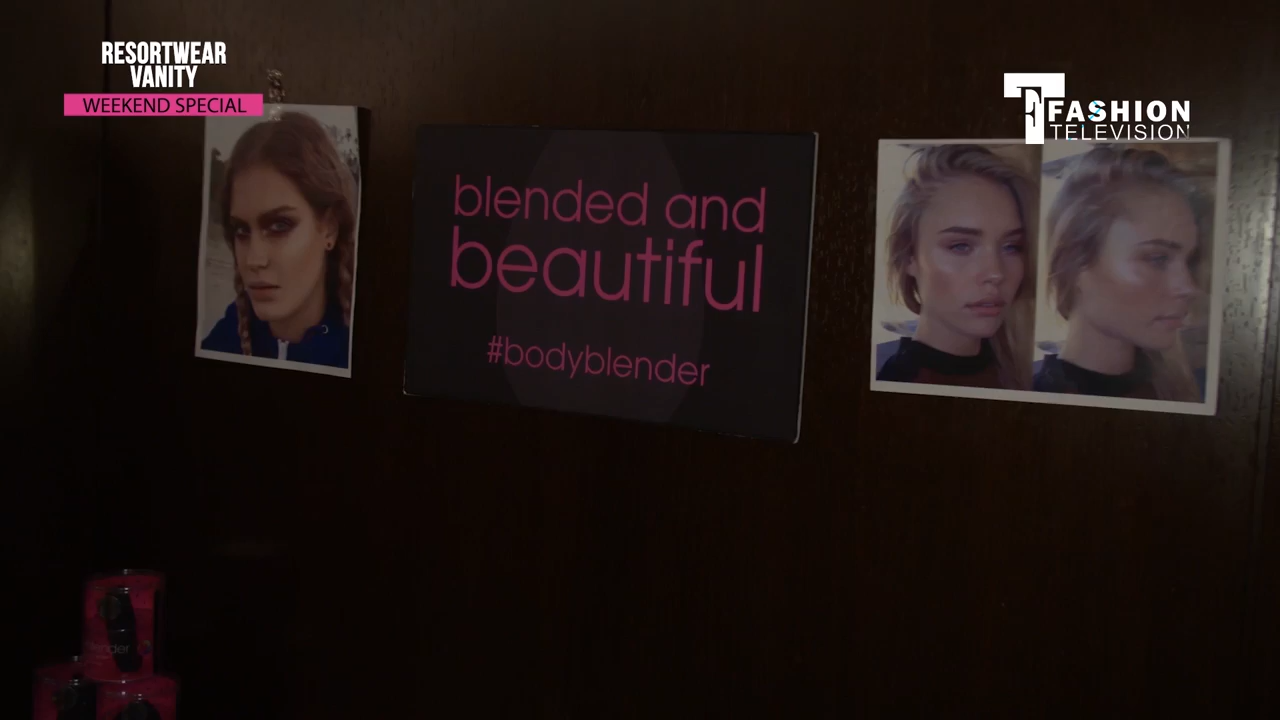 RESORTWEAR
VANITY
WEEKEND SPECIAL
FASHION
TELEVISION
blended and
beautiful
#bodyblender